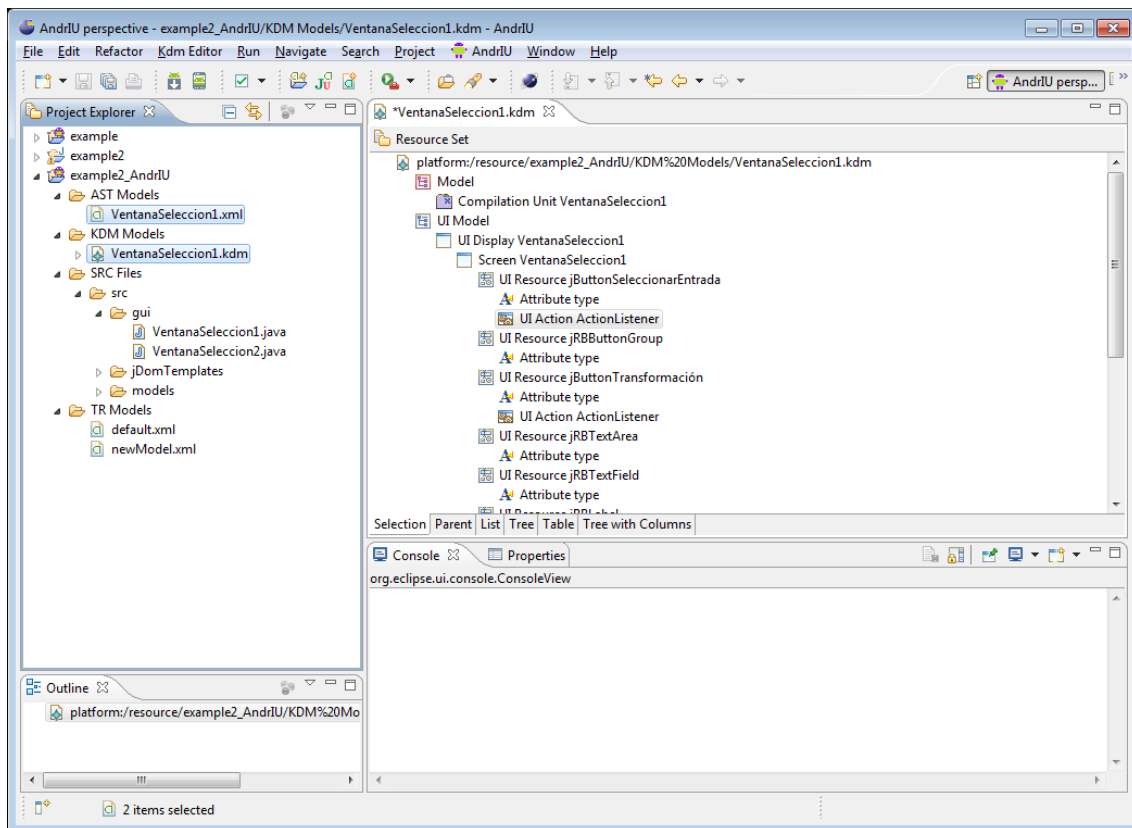 AndrIU perspective - example2_AndrIU/KDM Models/VentanaSeleccion1.kdm - AndrIU
File Edit Refactor Kdm Editor Run Navigate Search Project AndrIU Window Help
AndrIU persp...
Project Explorer
example
example2
example2_AndrIU
AST Models
VentanaSeleccion1.xml
KDM Models
VentanaSeleccion1.kdm
SRC Files
src
gui
VentanaSeleccion1.java
VentanaSeleccion2.java
jDomTemplates
models
TR Models
default.xml
newModel.xml
*VentanaSeleccion1.kdm
Resource Set
platform:/resource/example2_AndrIU/KDM%20Models/VentanaSeleccion1.kdm
Model
Compilation Unit VentanaSeleccion1
UI Model
UI Display VentanaSeleccion1
Screen VentanaSeleccion1
UI Resource jButtonSeleccionarEntrada
Attribute type
UI Action ActionListener
UI Resource jRBButtonGroup
Attribute type
UI Resource jButtonTransformación
Attribute type
UI Action ActionListener
UI Resource jRBTextArea
Attribute type
UI Resource jRBTextField
Attribute type
UI Resource jRBLabel
Selection Parent List Tree Table Tree with Columns
Console Properties
org.eclipse.ui.console.ConsoleView
Outline
platform:/resource/example2_AndrIU/KDM%20Mo
2 items selected